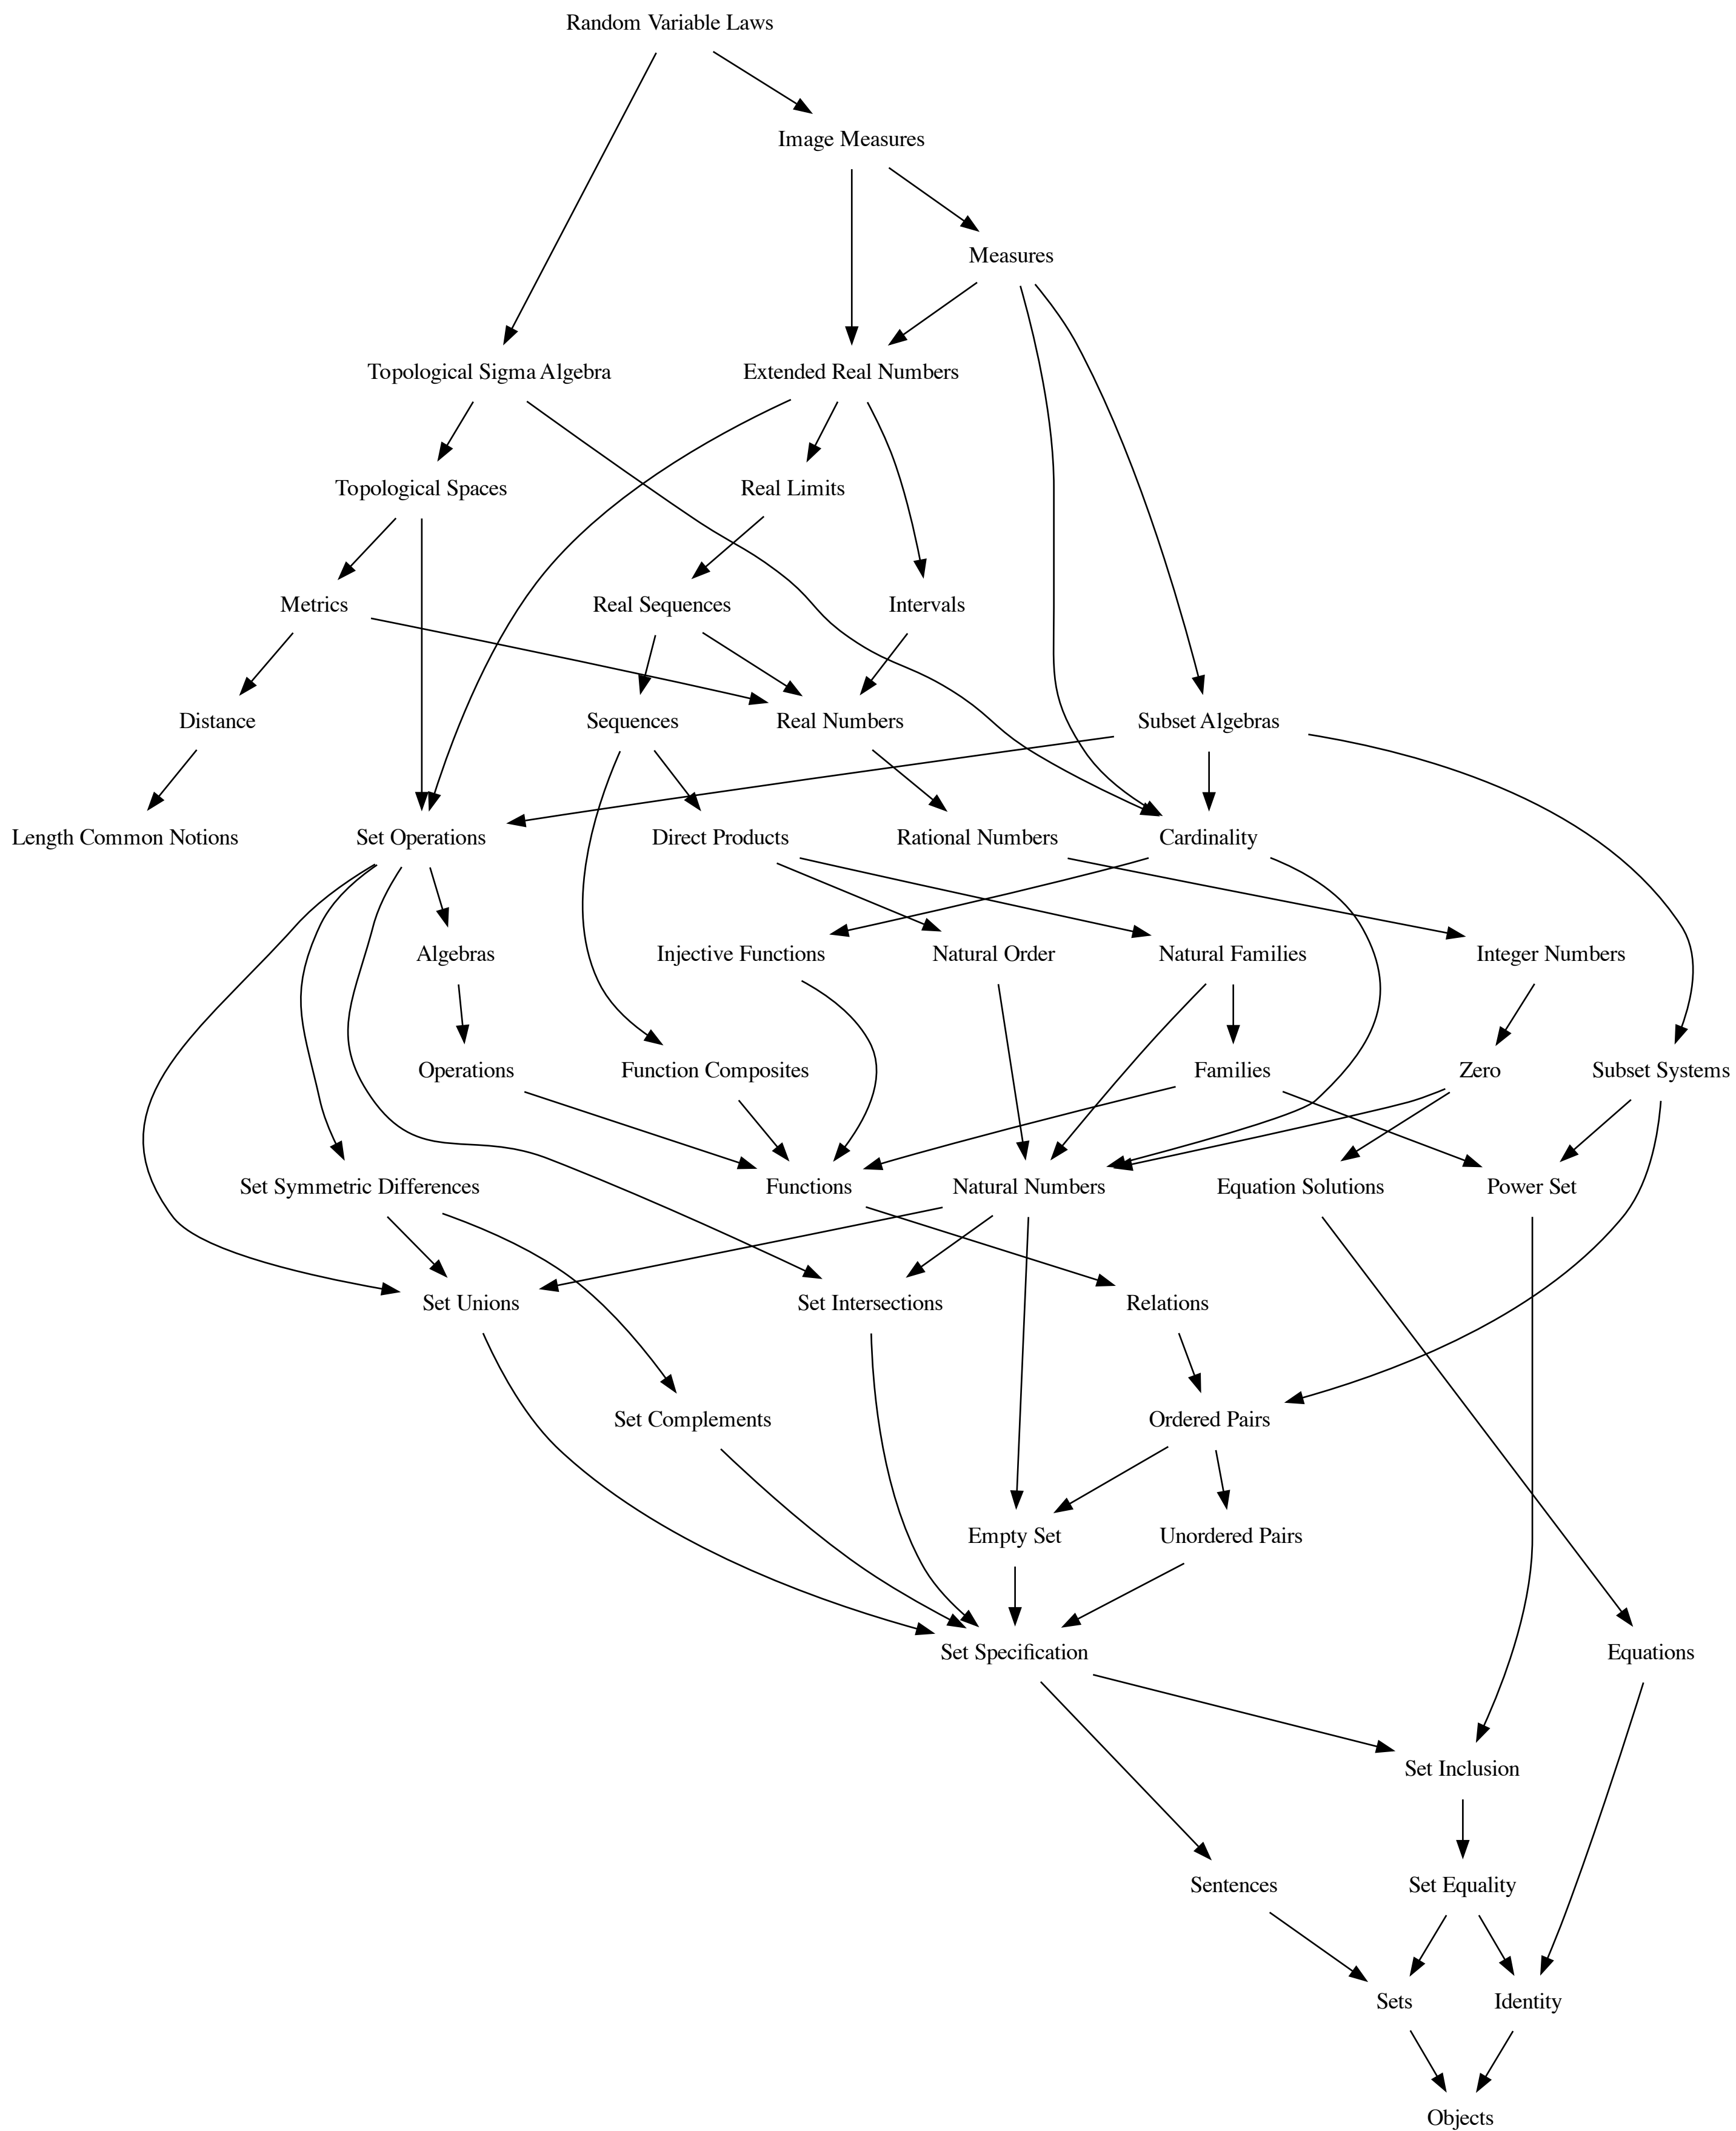 Random Variable Laws
Image Measures
Measures
Topological Sigma Algebra
Extended Real Numbers
Topological Spaces
Real Limits
Metrics
Real Sequences
Intervals
Distance
Sequences
Real Numbers
Subset Algebras
Length Common Notions
Set Operations
Direct Products
Rational Numbers
Cardinality
Algebras
Injective Functions
Natural Order
Natural Families
Integer Numbers
Operations
Function Composites
Families
Zero
Subset Systems
Set Symmetric Differences
Functions
Natural Numbers
Equation Solutions
Power Set
Set Unions
Set Intersections
Relations
Set Complements
Ordered Pairs
Empty Set
Unordered Pairs
Set Specification
Equations
Set Inclusion
Sentences
Set Equality
Sets
Identity
Objects